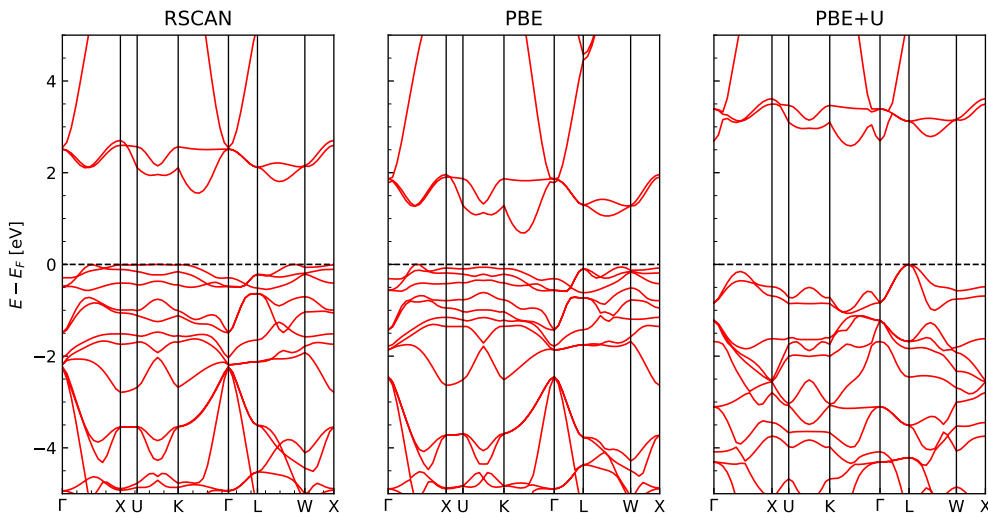 RSCAN PBE PBE+U
E − E_F [eV]
4
2
0
−2
−4
Γ X U K Γ L W X
Γ X U K Γ L W X
Γ X U K Γ L W X